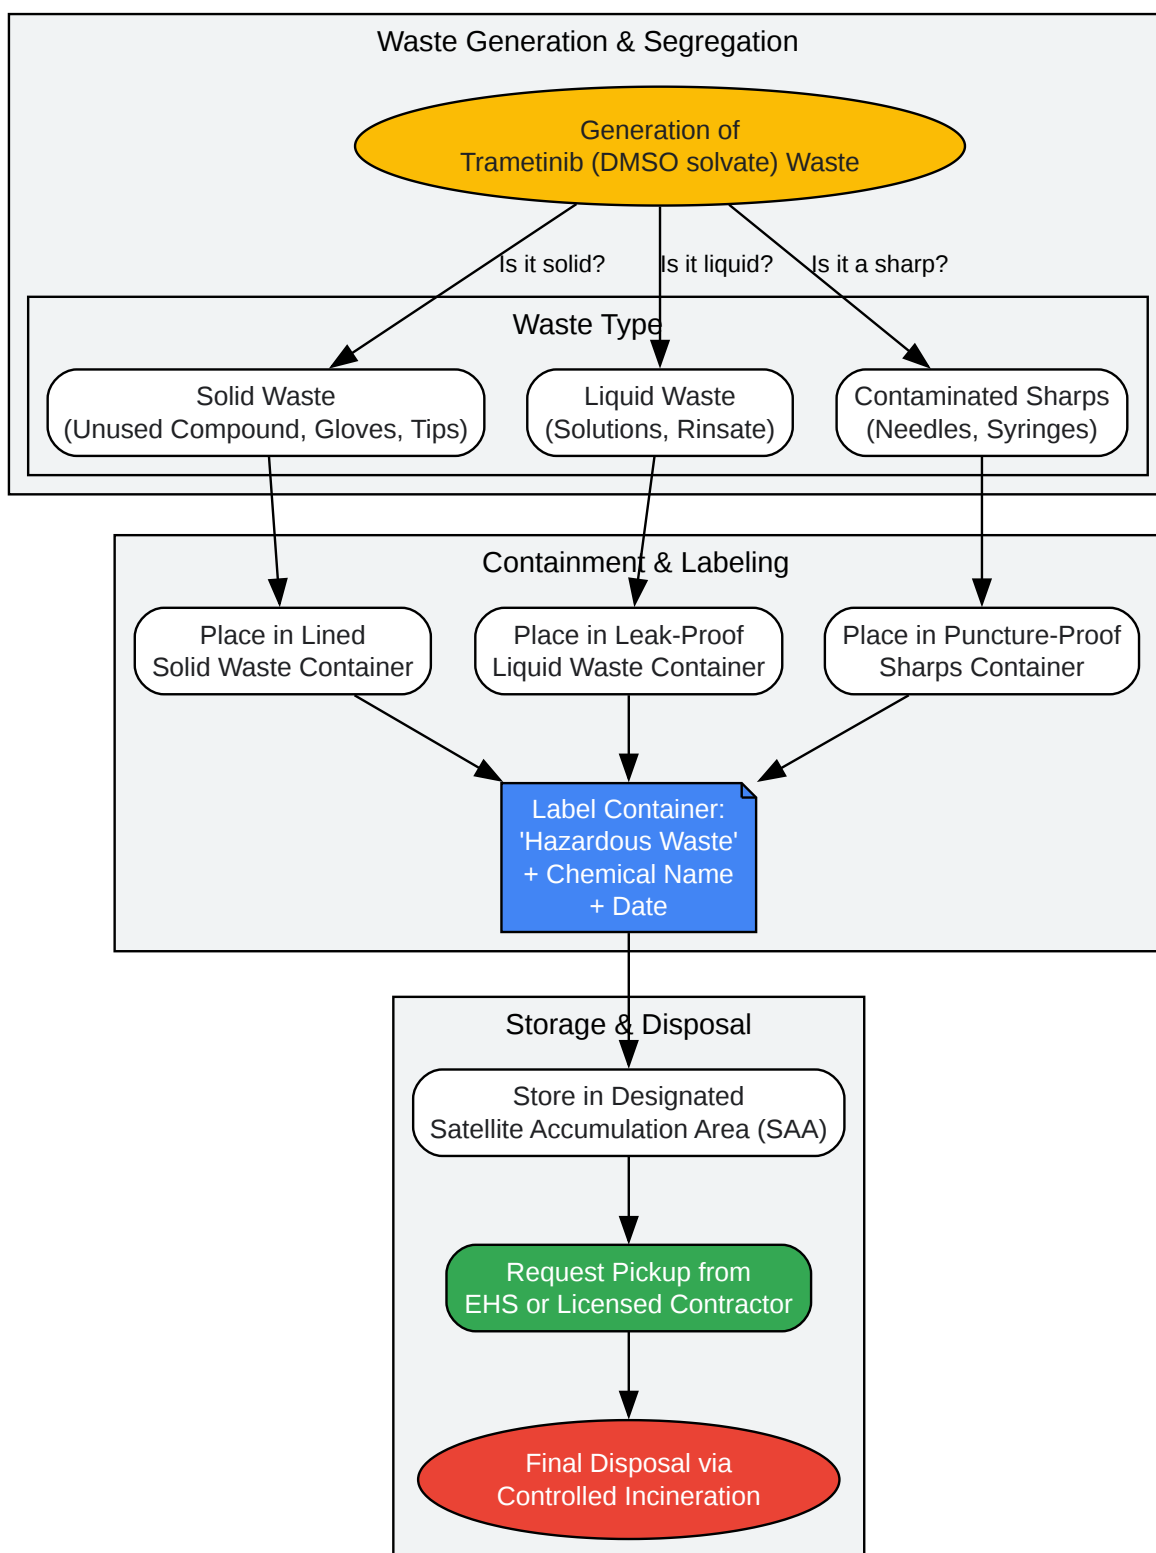 Waste Generation & Segregation
Generation of
Trametinib (DMSO solvate) Waste
Is it solid?
Is it liquid?
Is it a sharp?
Waste Type
Solid Waste
(Unused Compound, Gloves, Tips)
Liquid Waste
(Solutions, Rinsate)
Contaminated Sharps
(Needles, Syringes)
Containment & Labeling
Place in Lined
Solid Waste Container
Place in Leak-Proof
Liquid Waste Container
Place in Puncture-Proof
Sharps Container
Label Container:
'Hazardous Waste'
+ Chemical Name
+ Date
Storage & Disposal
Store in Designated
Satellite Accumulation Area (SAA)
Request Pickup from
EHS or Licensed Contractor
Final Disposal via
Controlled Incineration